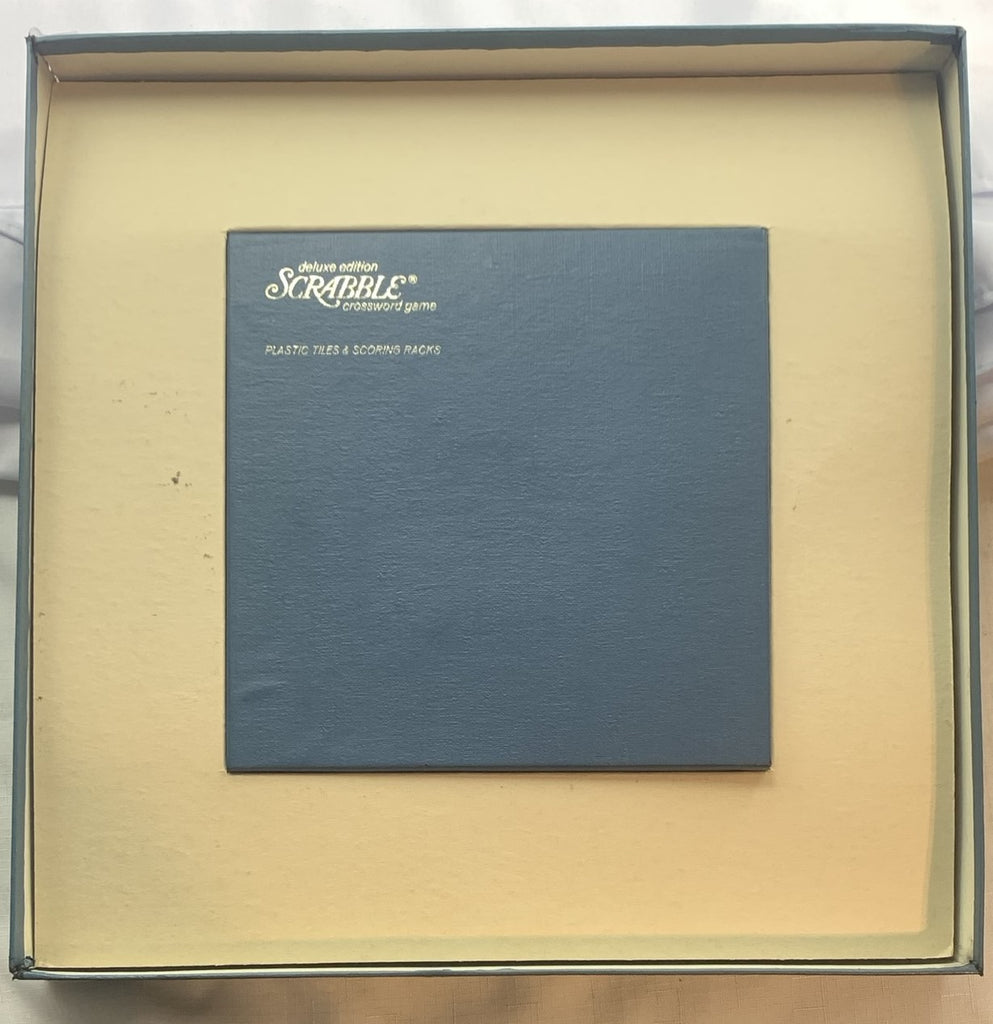 deluxe edition
SCRABBLE®
crossword game
PLASTIC TILES & SCORING RACKS